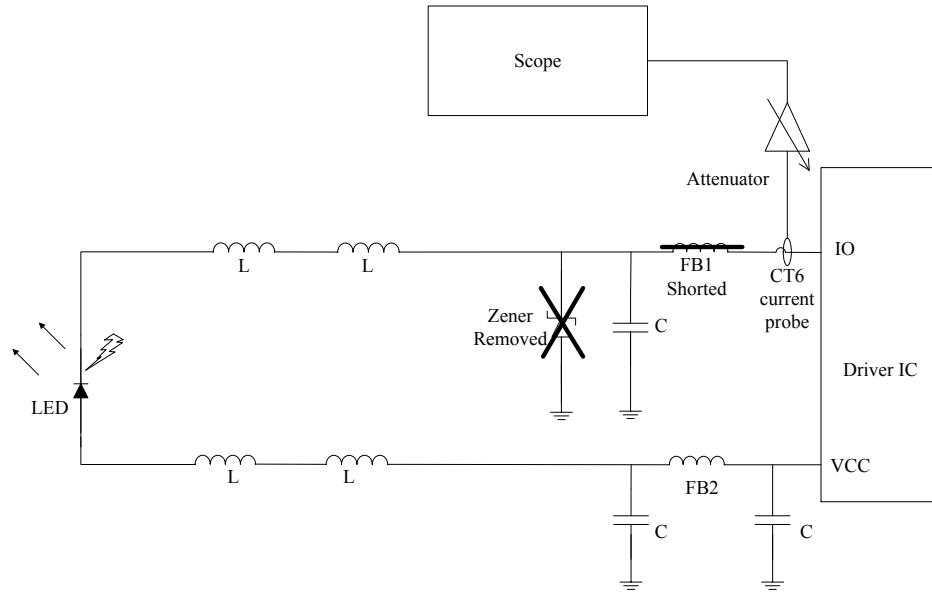 Scope
Attenuator
IO
L
L
FB1
Shorted
CT6
current
probe
Zener
Removed
C
Driver IC
LED
VCC
L
L
FB2
C
C